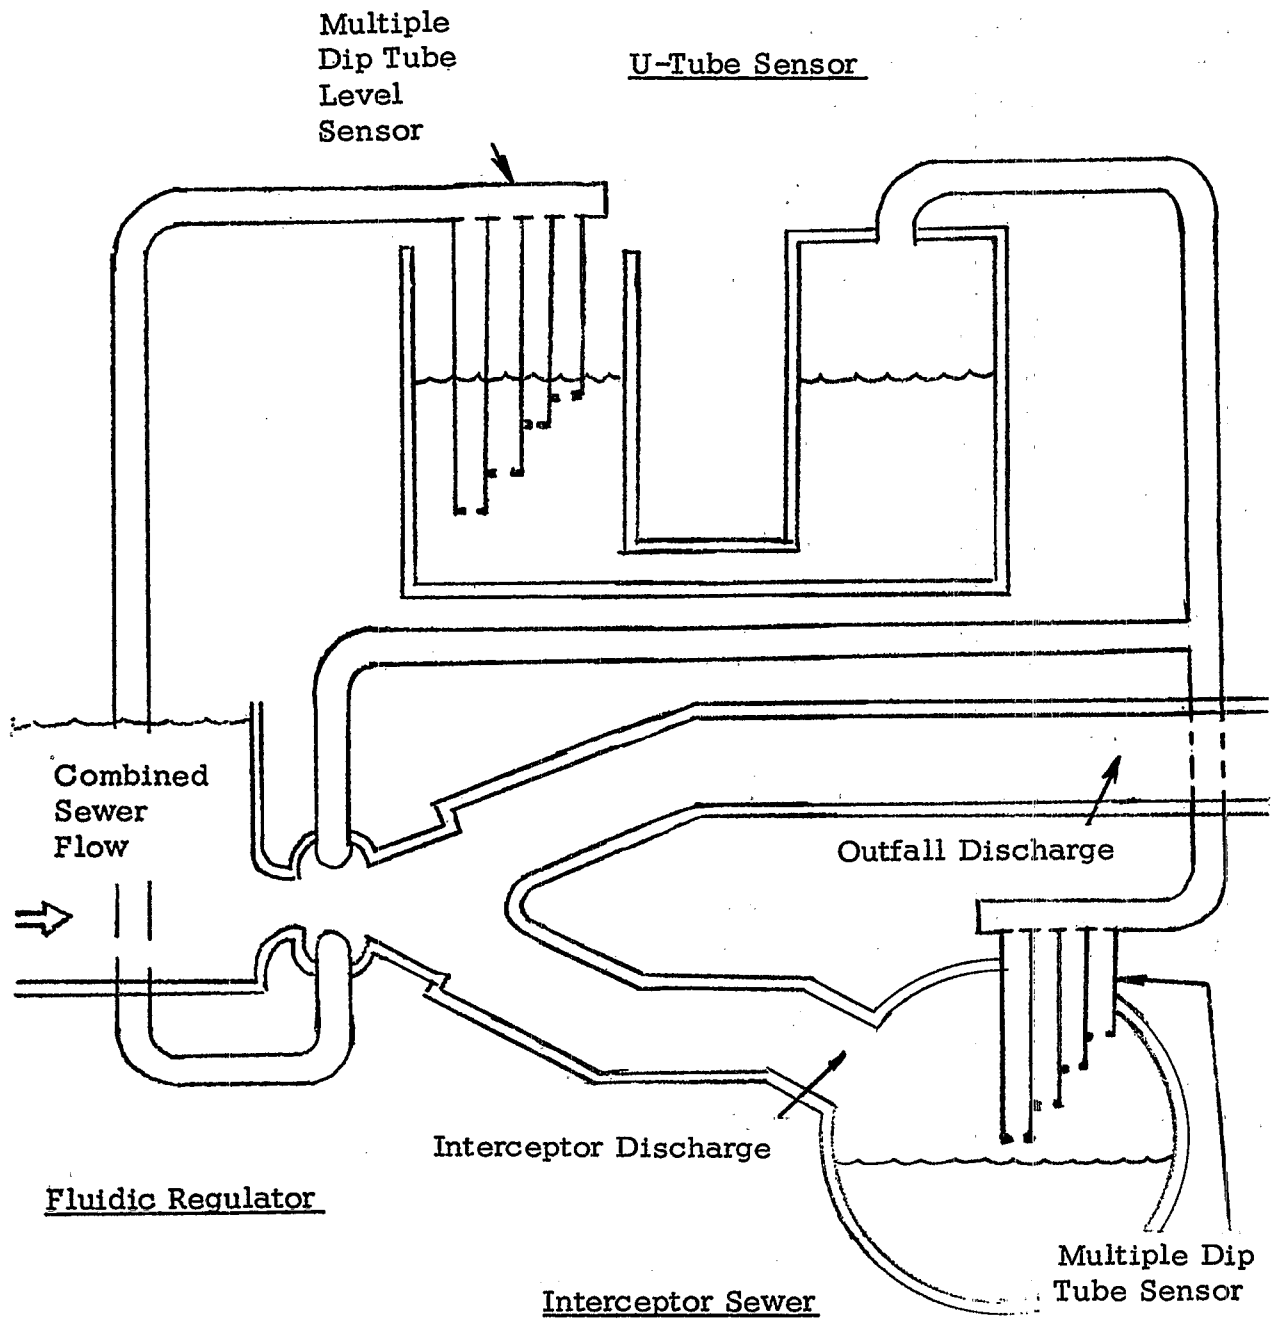 Multiple
Dip Tube
Level
Sensor
U-Tube Sensor
Combined
Sewer
Flow
Outfall Discharge
Interceptor Discharge
Fluidic Regulator
Multiple Dip
Tube Sensor
Interceptor Sewer